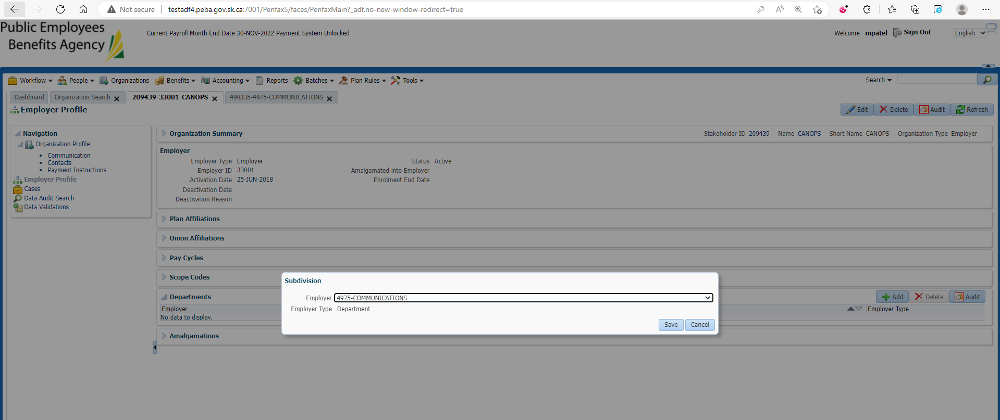 Not secure testadf4.peba.gov.sk.ca:7001/Penfax5/faces/PenfaxMain?_adf.no-new-window-redirect=true
Public Employees
Benefits Agency
Current Payroll Month End Date 30-NOV-2022 Payment System Unlocked
Welcome mpatel Sign Out English
Workflow People Organizations Benefits Accounting Reports Batches Plan Rules Tools Search
Dashboard Organization Search 209439-33001-CANOPS 490335-4975-COMMUNICATIONS
Employer Profile
Edit Delete Audit Refresh
Navigation
Organization Profile
Communication
Contacts
Payment Instructions
Employer Profile
Cases
Data Audit Search
Data Validations
Organization Summary Stakeholder ID 209439 Name CANOPS Short Name CANOPS Organization Type Employer
Employer
Employer Type Employer Status Active
Employer ID 33001 Amalgamated into Employer
Activation Date 25-JUN-2018 Enrolment End Date
Deactivation Date
Deactivation Reason
Plan Affiliations
Union Affiliations
Pay Cycles
Scope Codes
Departments Add Delete Audit
Employer Employer Type
No data to display.
Amalgamations
Subdivision
Employer 4975-COMMUNICATIONS
Employer Type Department
Save Cancel